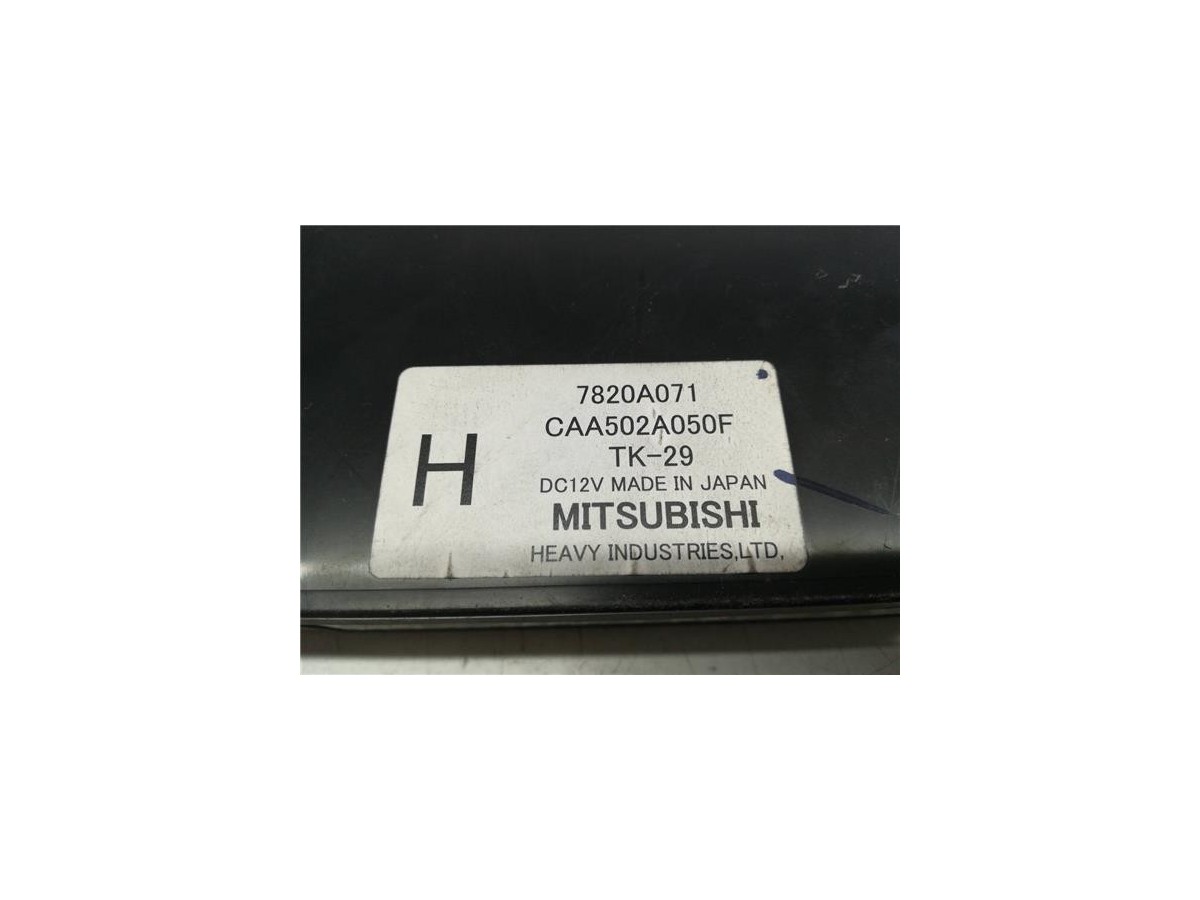 7820A071
CAA502A050F
H
TK-29
DC12V MADE IN JAPAN
MITSUBISHI
HEAVY INDUSTRIES,LTD.